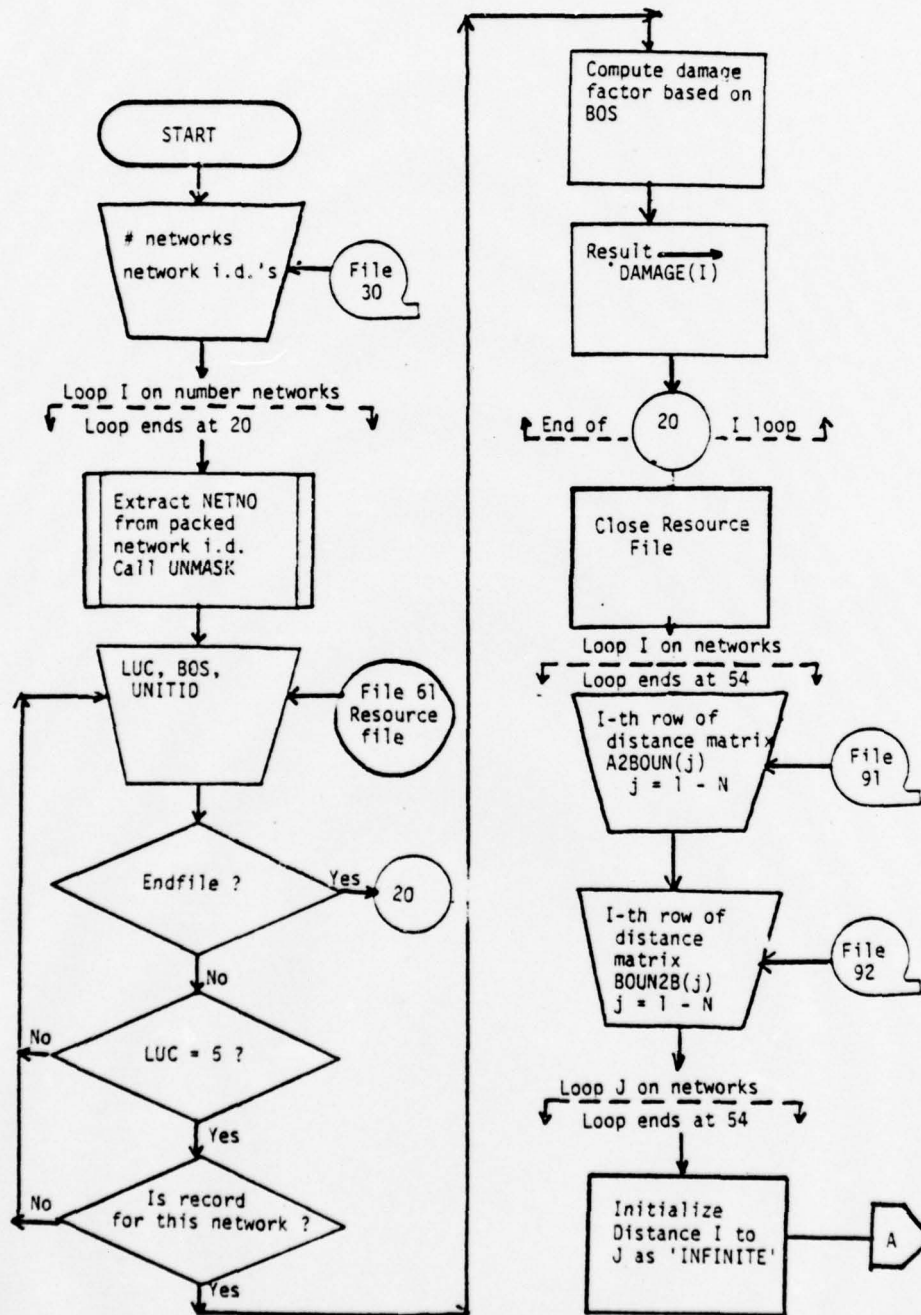 START
# networks
network i.d.'s
File
30
Loop I on number networks
Loop ends at 20
Extract NETNO
from packed
network i.d.
Call UNMASK
LUC, BOS,
UNITID
File 61
Resource
file
Endfile ?
Yes
20
No
LUC = 5 ?
No
Yes
Is record
for this network ?
No
Yes
Compute damage
factor based on
BOS
Result
DAMAGE(I)
End of
20
I loop
Close Resource
File
Loop I on networks
Loop ends at 54
I-th row of
distance matrix
A2BOUN(j)
j = 1 - N
File
91
I-th row of
distance
matrix
BOUN2B(j)
j = 1 - N
File
92
Loop J on networks
Loop ends at 54
Initialize
Distance I to
J as 'INFINITE'
A